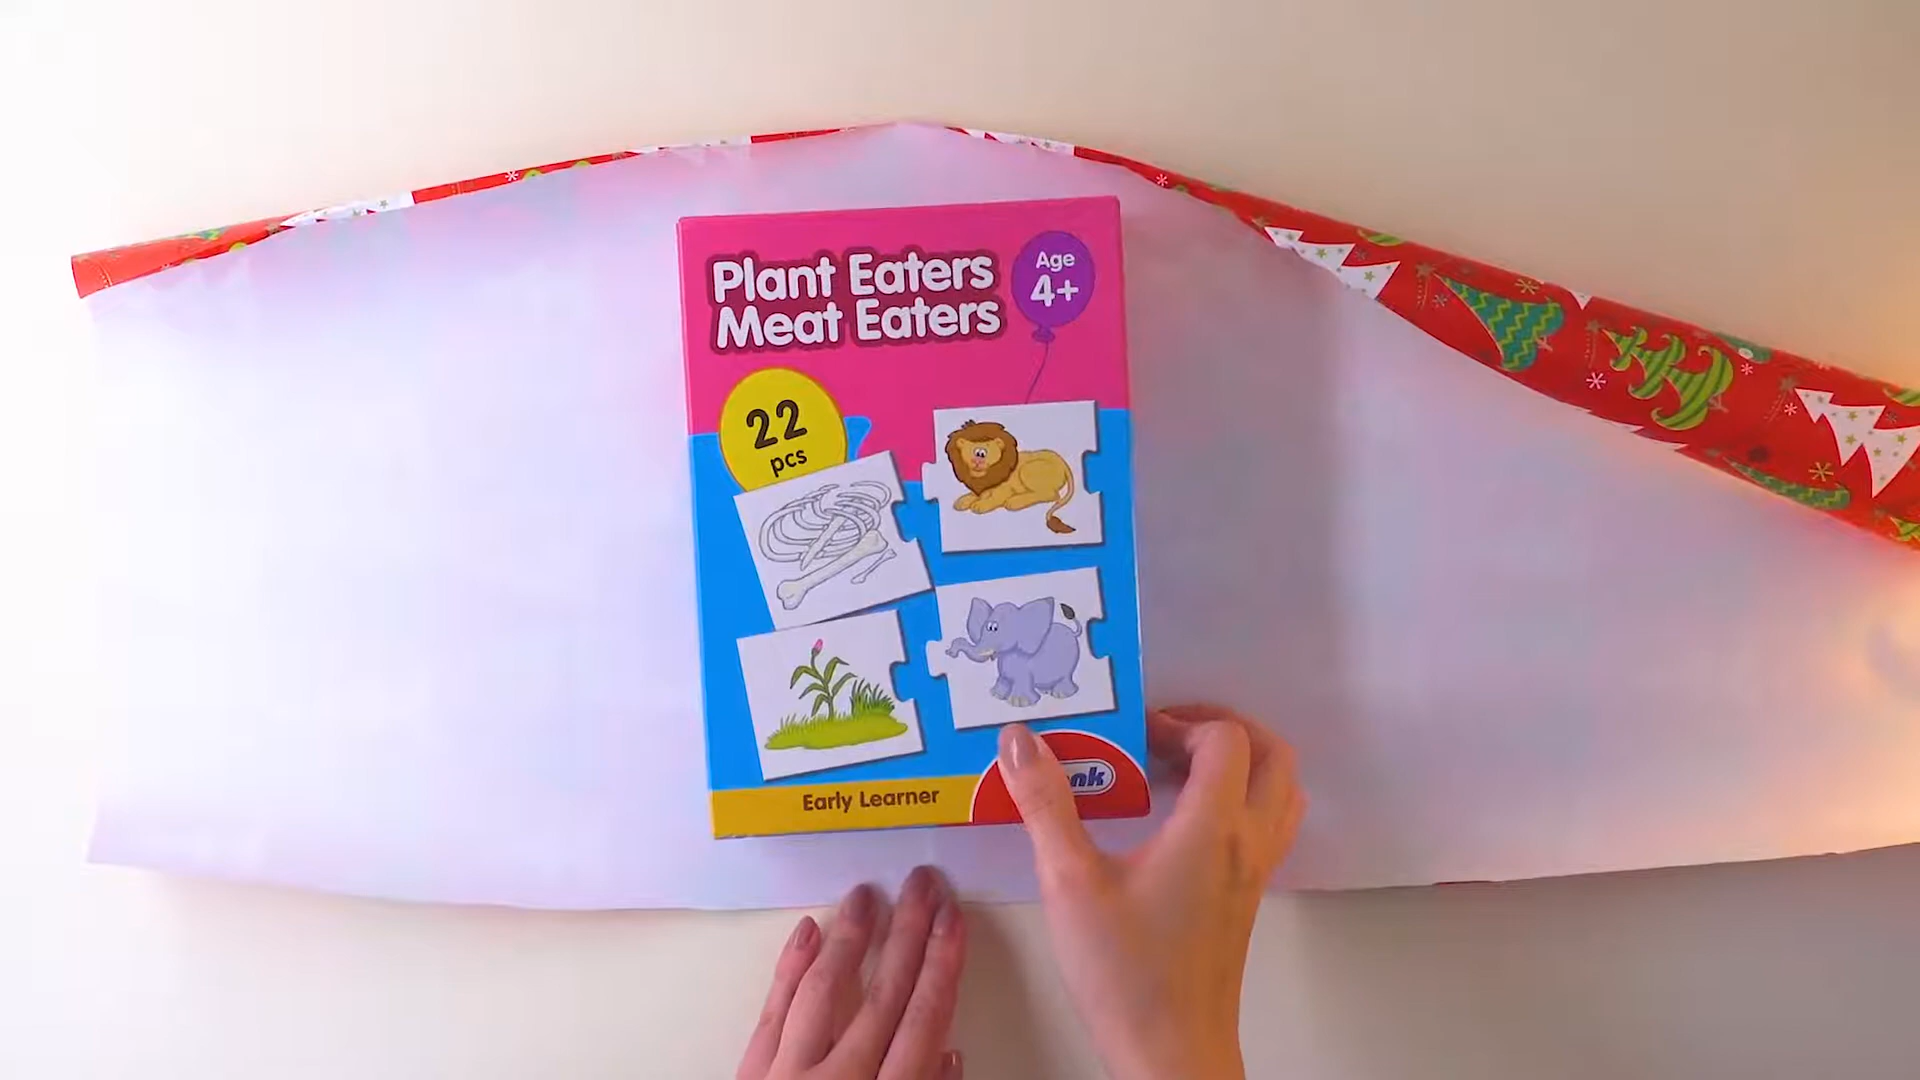 Plant Eaters
Meat Eaters
Age
4+
22
pcs
Early Learner